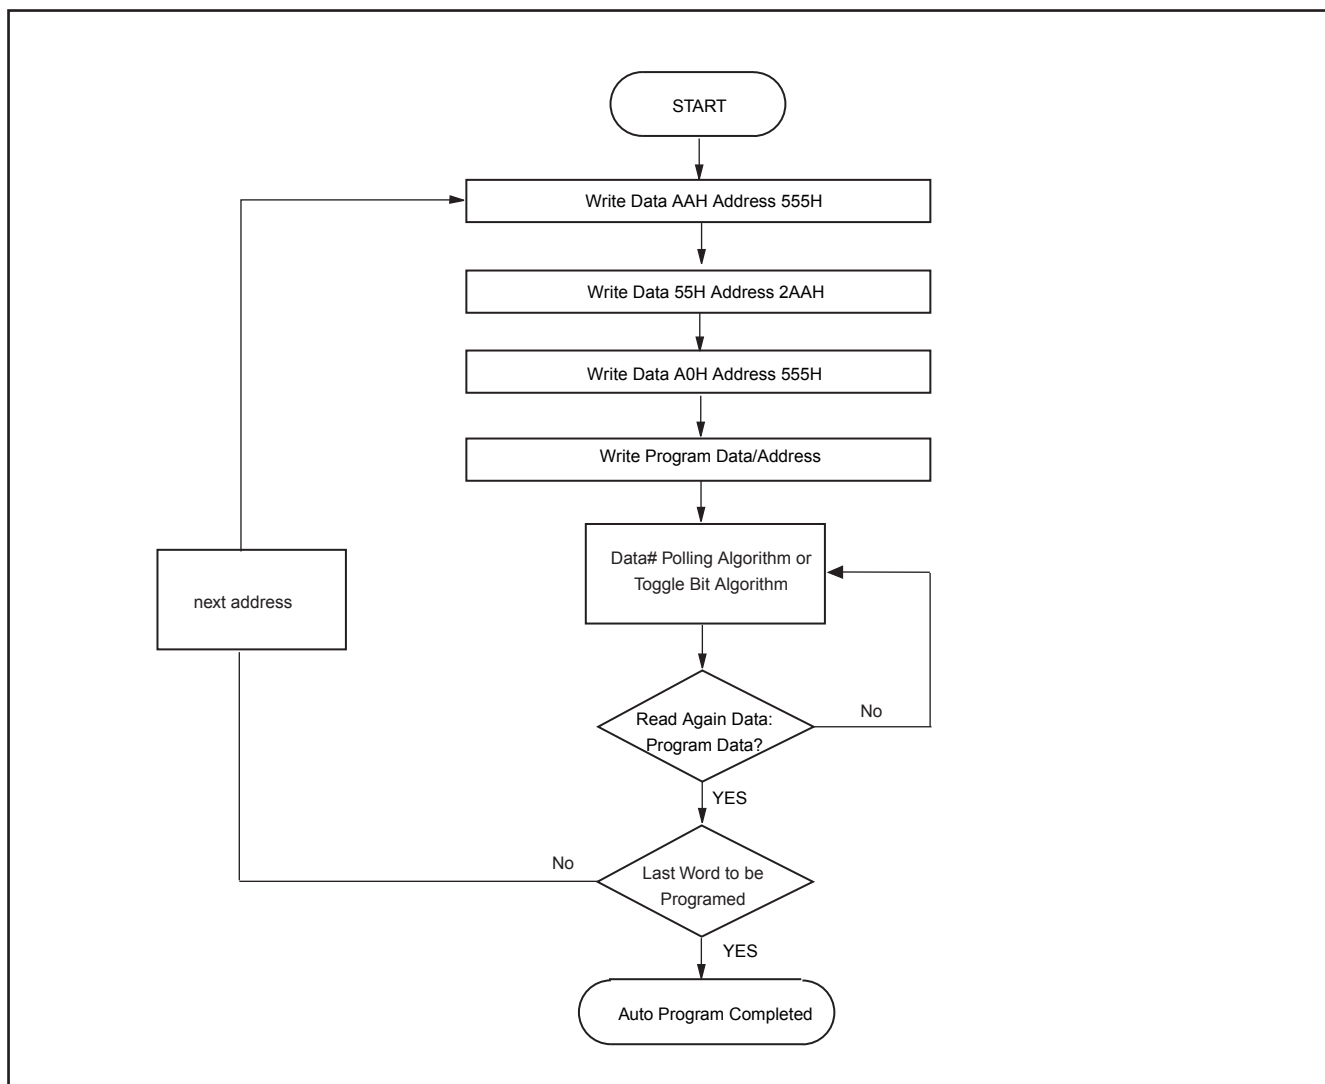 START
Write Data AAH Address 555H
Write Data 55H Address 2AAH
Write Data A0H Address 555H
Write Program Data/Address
Data# Polling Algorithm or
Toggle Bit Algorithm
next address
Read Again Data:
Program Data?
No
YES
No
Last Word to be
Programed
YES
Auto Program Completed